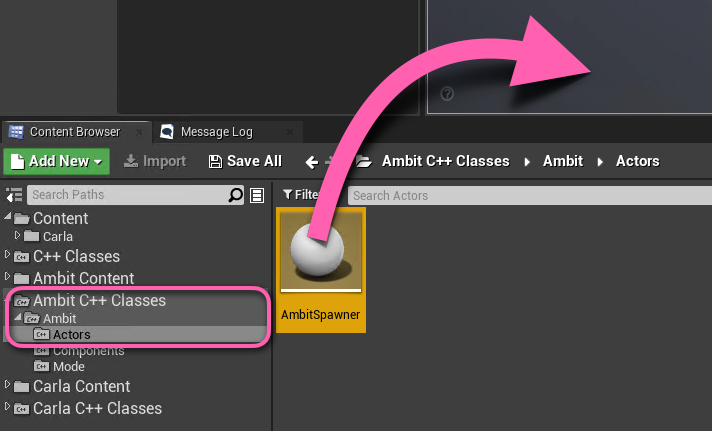 Content Browser
Message Log
Add New
Import
Save All
Ambit C++ Classes
Ambit
Actors
Search Paths
Filter
Search Actors
Content
Carla
C++ Classes
Ambit Content
Ambit C++ Classes
Ambit
Actors
Components
Mode
Carla Content
Carla C++ Classes
AmbitSpawner